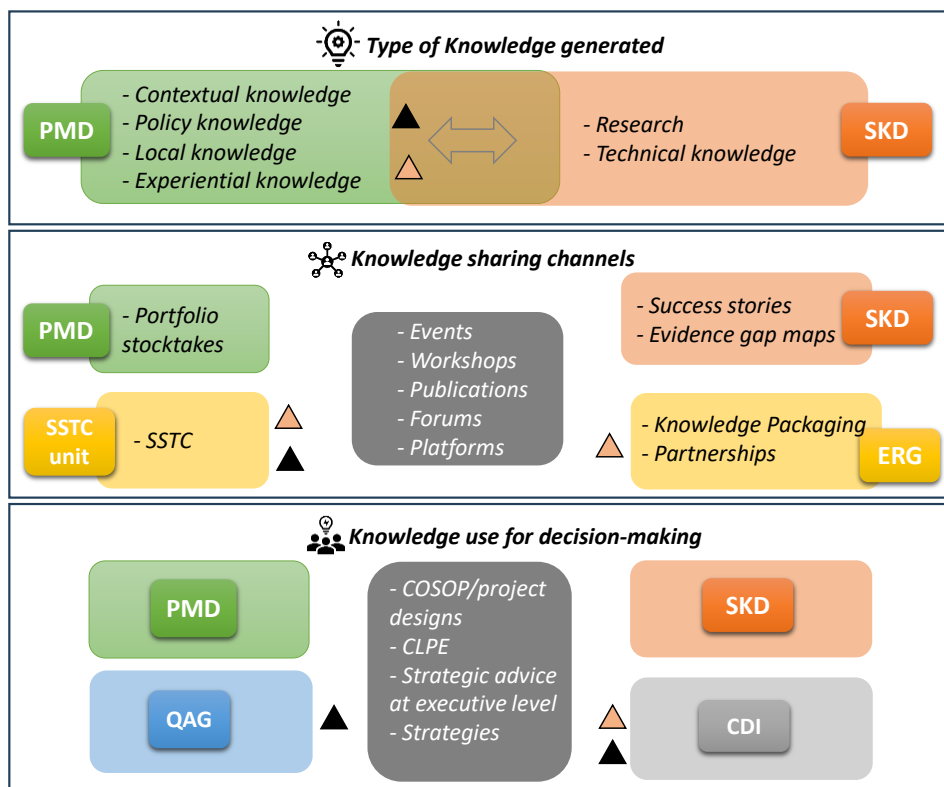 Type of Knowledge generated
PMD
- Contextual knowledge
- Policy knowledge
- Local knowledge
- Experiential knowledge
- Research
- Technical knowledge
SKD
Knowledge sharing channels
PMD
- Portfolio
stocktakes
- Events
- Workshops
- Publications
- Forums
- Platforms
- Success stories
- Evidence gap maps
SKD
SSTC
unit
- SSTC
- Knowledge Packaging
- Partnerships
ERG
Knowledge use for decision-making
PMD
- COSOP/project
designs
- CLPE
- Strategic advice
at executive level
- Strategies
SKD
QAG
CDI